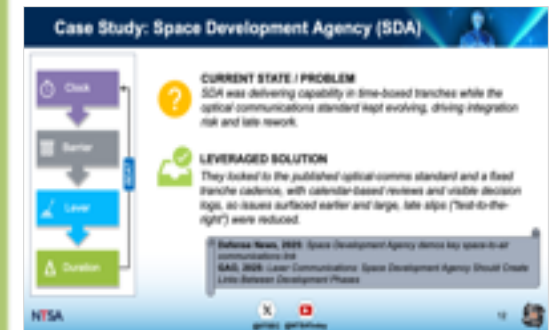 Case Study: Space Development Agency (SDA)
Clock
Barrier
Lever
Duration
CURRENT STATE / PROBLEM
SDA was delivering capability in time-boxed tranches while the
optical communications standard kept evolving, driving integration
risk and late rework.
LEVERAGED SOLUTION
They looked to the published optical-comms standard and a fixed
tranche cadence, with calendar-based reviews and visible decision
logs, so issues surfaced earlier and large, late slips ("test-to-the-
right") were reduced.
Defense News, 2025: Space Development Agency demos key space-to-air
communications link
GAO, 2025: Laser Communications: Space Development Agency Should Create
Links Between Development Phases
NTSA
12